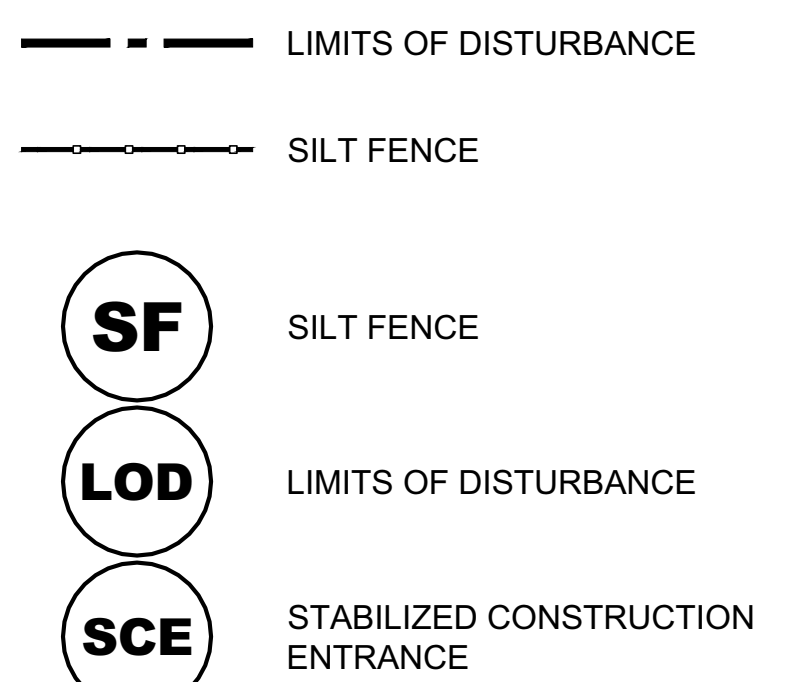 LIMITS OF DISTURBANCE
SILT FENCE
SF SILT FENCE
LOD LIMITS OF DISTURBANCE
SCE STABILIZED CONSTRUCTION
ENTRANCE